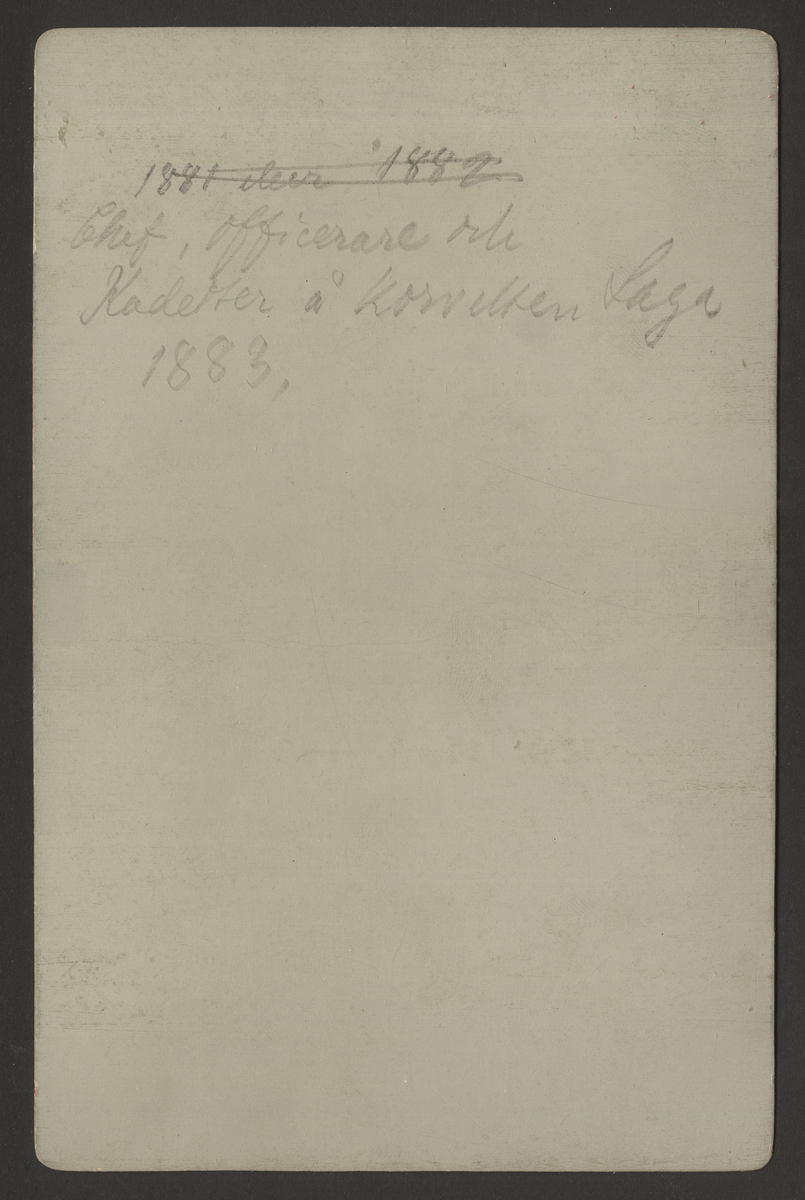 1881 eller 1882
Chef, officerare och
Kadetter å Korvetten Saga
1883,